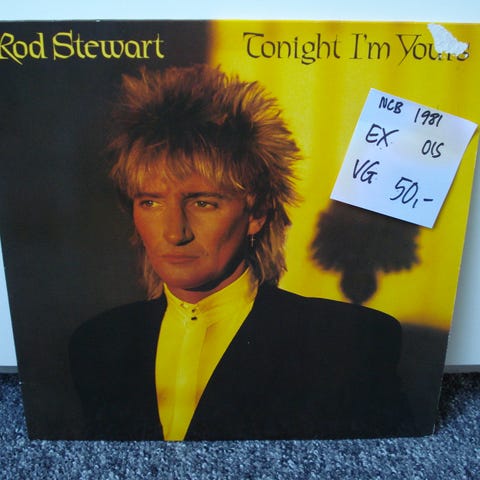 Rod Stewart
Tonight I'm Yours
NCB 1981
EX OIS
VG 50,-